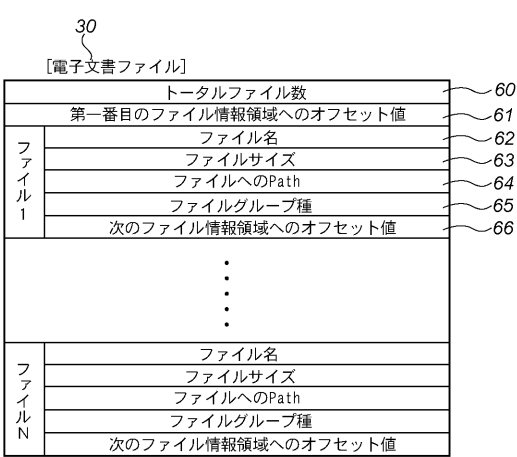 30
[電子文書ファイル]
トータルファイル数 60
第一番目のファイル情報領域へのオフセット値 61
ファイル1
ファイル名 62
ファイルサイズ 63
ファイルへのPath 64
ファイルグループ種 65
次のファイル情報領域へのオフセット値 66
ファイルN
ファイル名
ファイルサイズ
ファイルへのPath
ファイルグループ種
次のファイル情報領域へのオフセット値